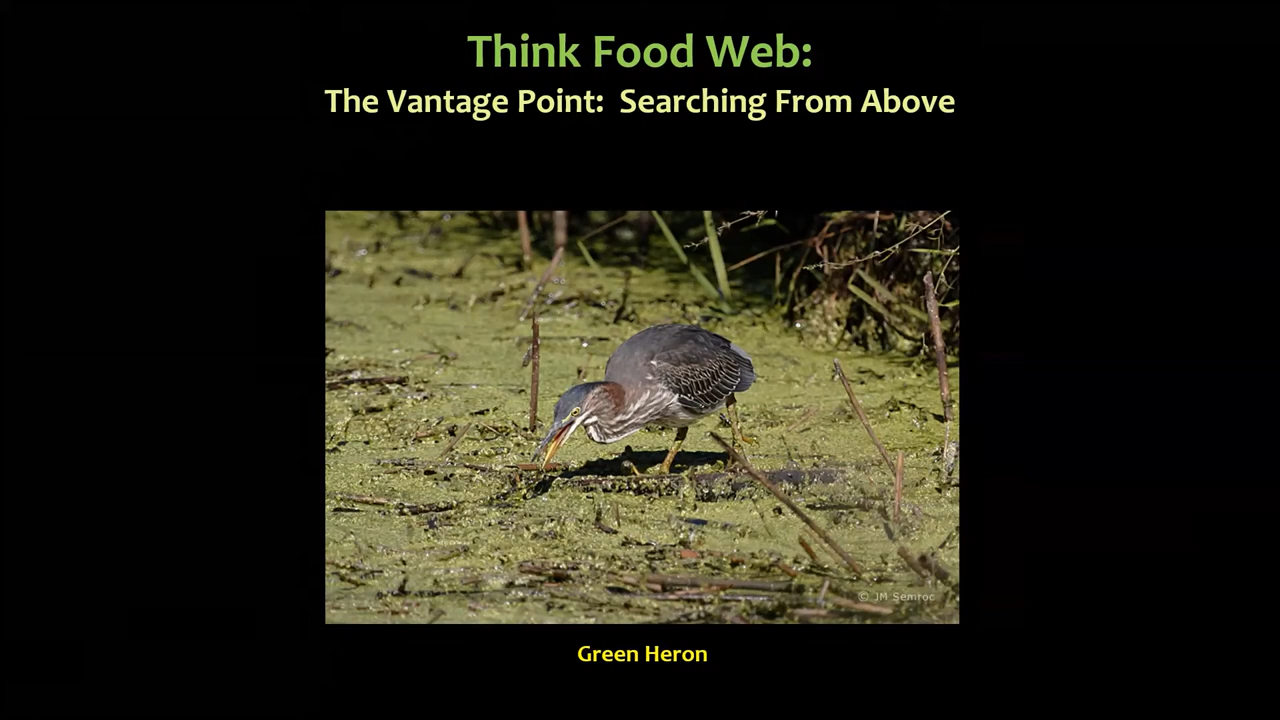 Think Food Web:
The Vantage Point:  Searching From Above
© JM Semroc
Green Heron